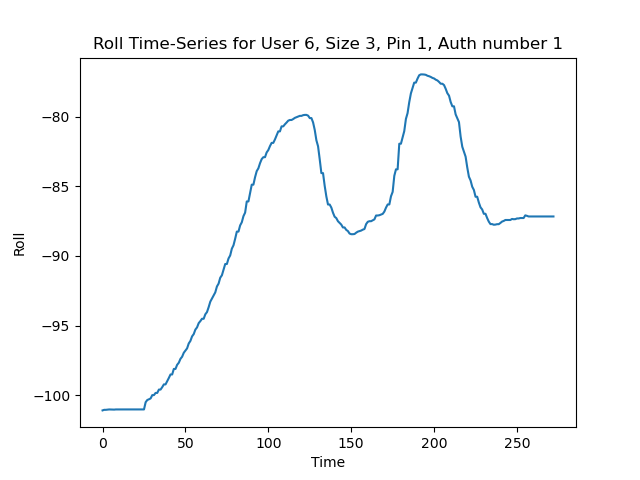 Roll Time-Series for User 6, Size 3, Pin 1, Auth number 1
−80
−85
−90
−95
−100
Roll
0 50 100 150 200 250
Time